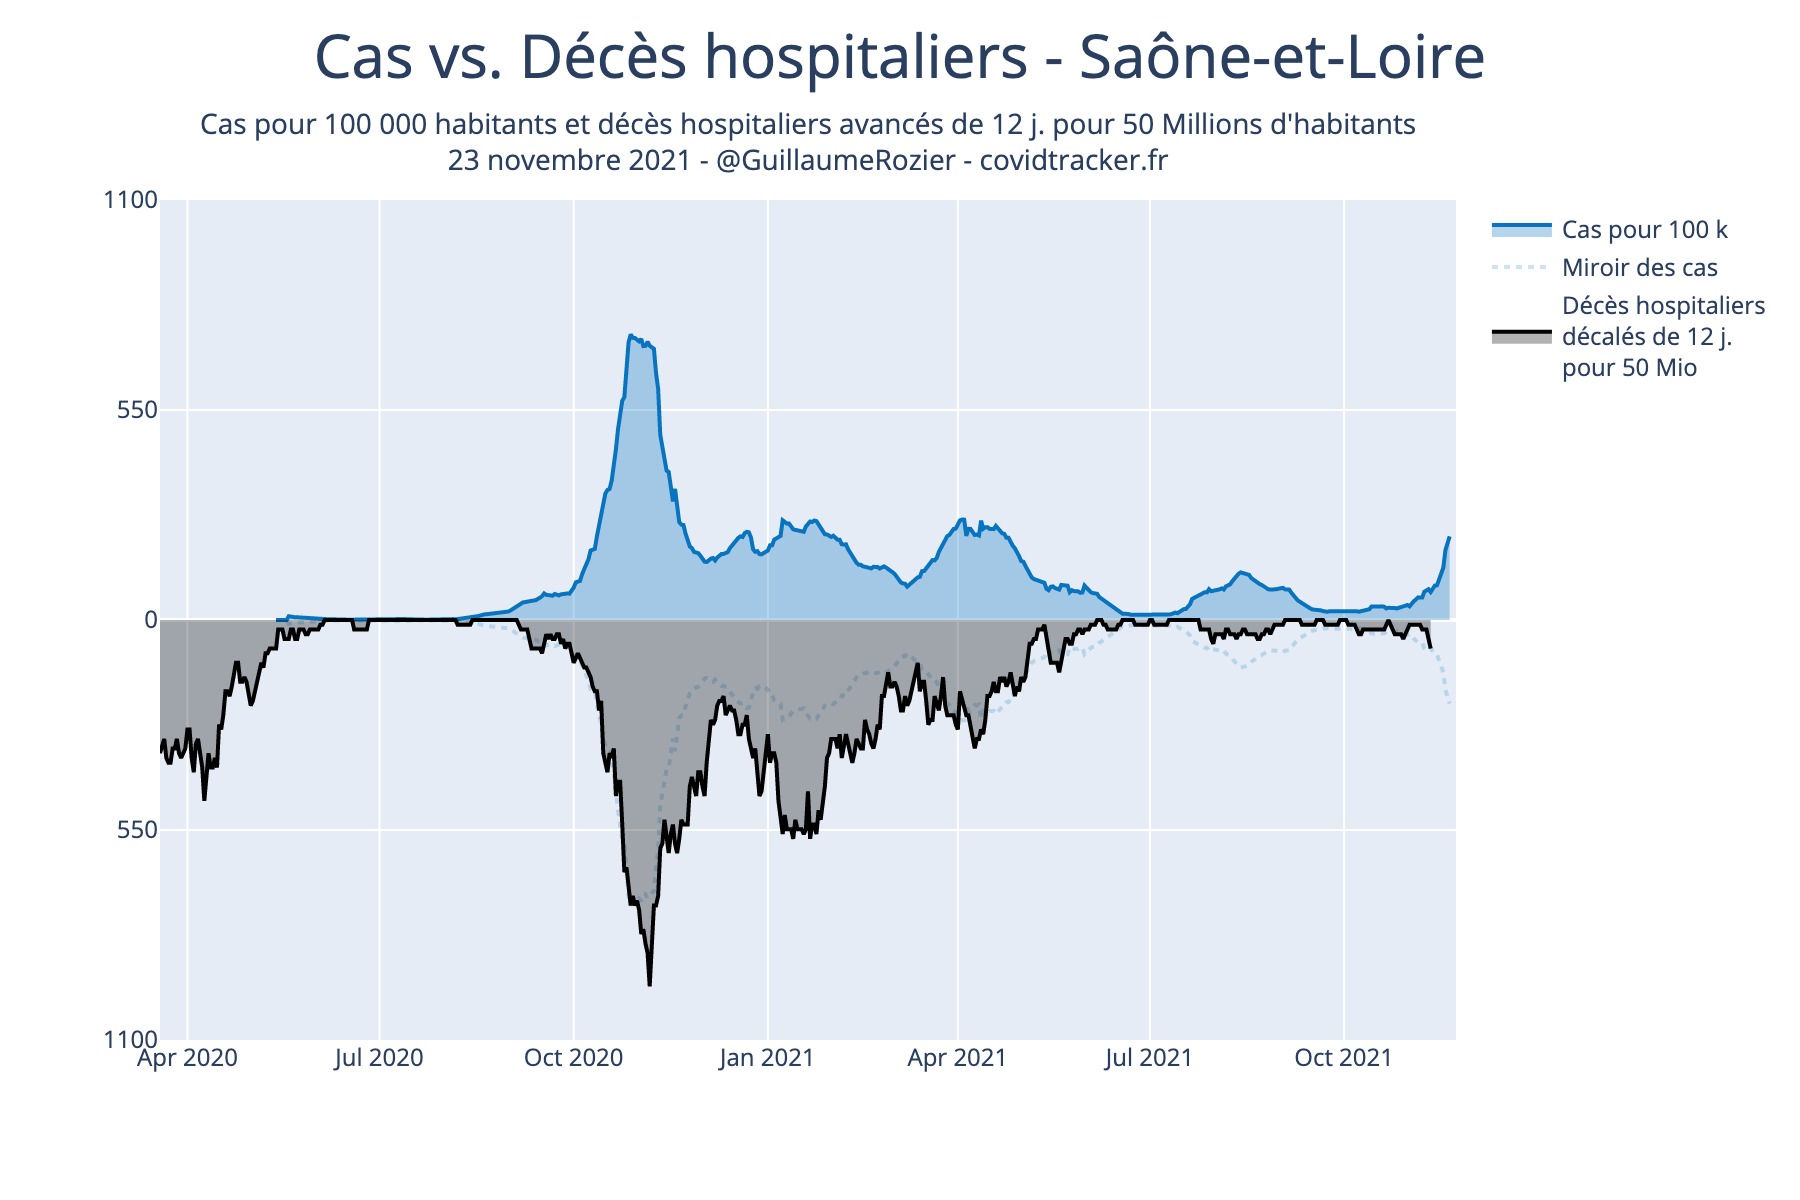 Cas vs. Décès hospitaliers - Saône-et-Loire
Cas pour 100 000 habitants et décès hospitaliers avancés de 12 j. pour 50 Millions d'habitants
23 novembre 2021 - @GuillaumeRozier - covidtracker.fr
1100
550
0
550
1100
Apr 2020
Jul 2020
Oct 2020
Jan 2021
Apr 2021
Jul 2021
Oct 2021
Cas pour 100 k
Miroir des cas
Décès hospitaliers
décalés de 12 j.
pour 50 Mio